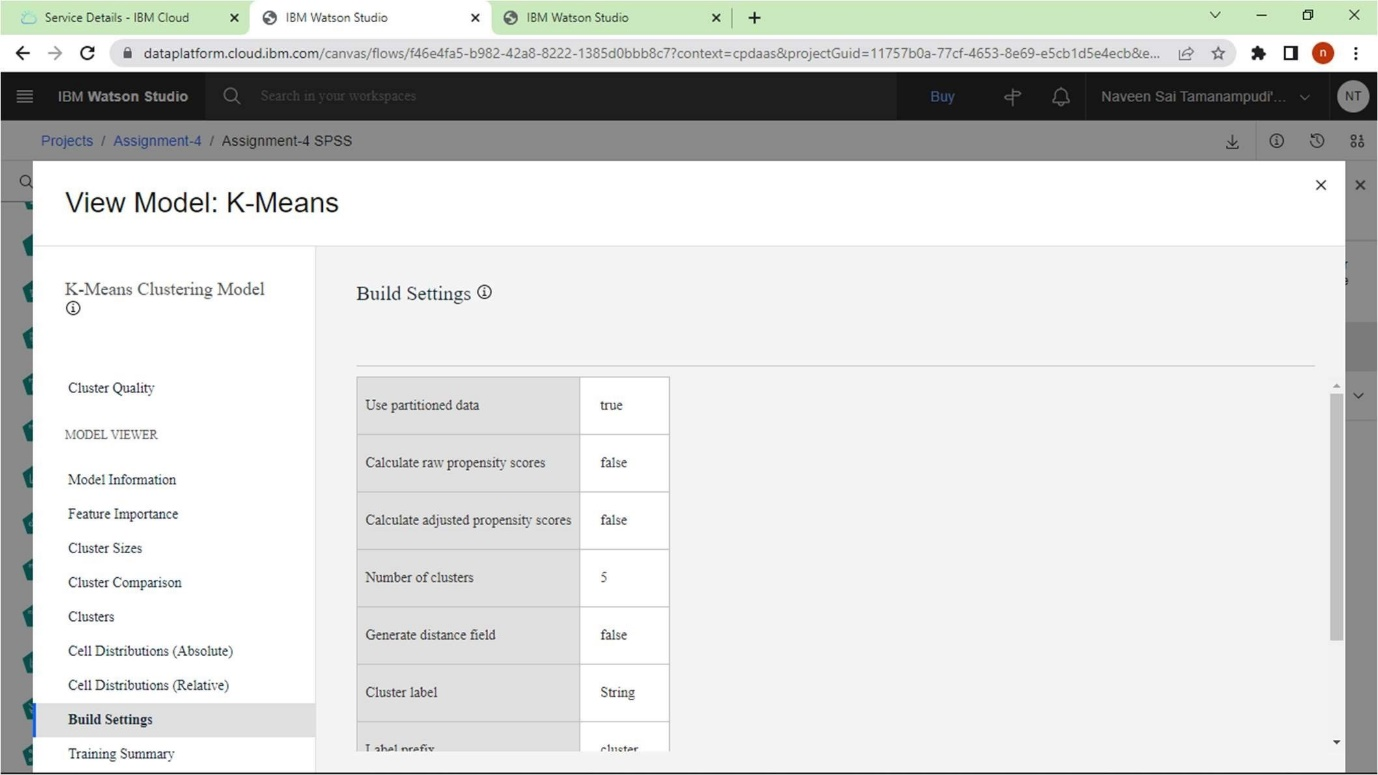 Service Details - IBM Cloud
IBM Watson Studio
IBM Watson Studio
dataplatform.cloud.ibm.com/canvas/flows/f46e4fa5-b982-42a8-8222-1385d0bbb8c7?context=cpdaas&projectGuid=11757b0a-77cf-4653-8e69-e5cb1d5e4ecb&e...
n
IBM Watson Studio
Search in your workspaces
Buy
Naveen Sai Tamanampudi'...
NT
Projects / Assignment-4 / Assignment-4 SPSS
View Model: K-Means
K-Means Clustering Model
Cluster Quality
MODEL VIEWER
Model Information
Feature Importance
Cluster Sizes
Cluster Comparison
Clusters
Cell Distributions (Absolute)
Cell Distributions (Relative)
Build Settings
Training Summary
Build Settings
Use partitioned data true
Calculate raw propensity scores false
Calculate adjusted propensity scores false
Number of clusters 5
Generate distance field false
Cluster label String
Label prefix cluster